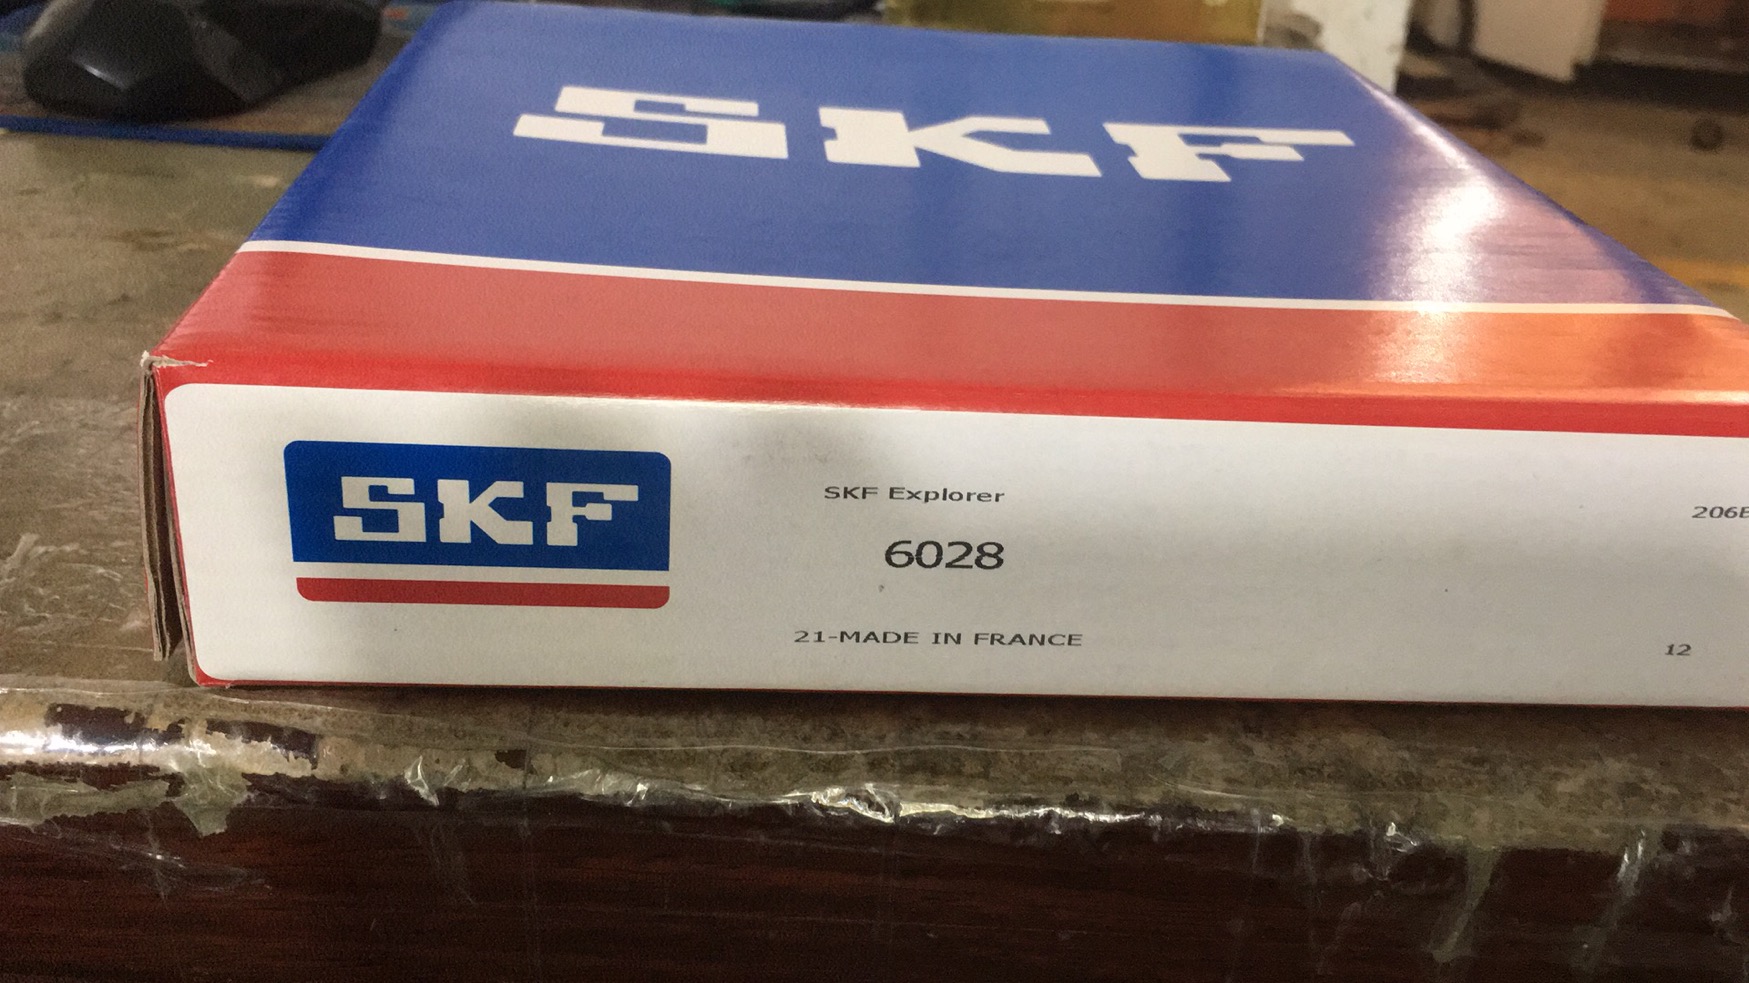 SKF
SKF
SKF Explorer
6028
21-MADE IN FRANCE
12